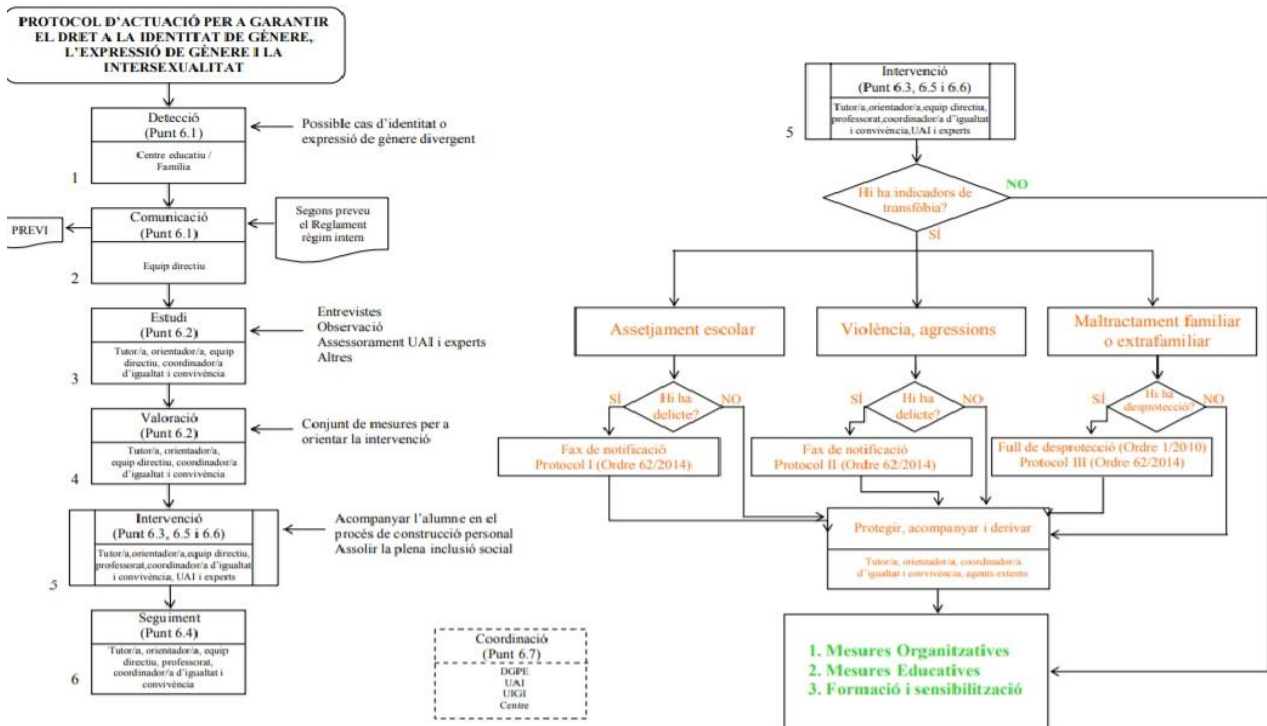 PROTOCOL D'ACTUACIÓ PER A GARANTIR
EL DRET A LA IDENTITAT DE GÈNERE,
L'EXPRESSIÓ DE GÈNERE I LA
INTERSEXUALITAT
Detecció
(Punt 6.1)
Centre educatiu /
Família
1
Possible cas d'identitat o
expressió de gènere divergent
Comunicació
(Punt 6.1)
Equip directiu
2
PREVI
Segons preveu
el Reglament
règim intern
Estudi
(Punt 6.2)
Tutor/a, orientador/a, equip
directiu, coordinador/a
d'igualtat i convivència
3
Entrevistes
Observació
Assessorament UAI i experts
Altres
Valoració
(Punt 6.2)
Tutor/a, orientador/a,
equip directiu, coordinador/a
d'igualtat i convivència
4
Conjunt de mesures per a
orientar la intervenció
Intervenció
(Punt 6.3, 6.5 i 6.6)
Tutor/a,orientador/a,equip directiu,
professorat,coordinador/a d'igualtat
i convivència, UAI i experts
5
Acompanyar l'alumne en el
procés de construcció personal
Assolir la plena inclusió social
Seguiment
(Punt 6.4)
Tutor/a, orientador/a, equip
directiu, professorat,
coordinador/a d'igualtat i
convivència
6
Coordinació
(Punt 6.7)
DGPE
UAI
UIGI
Centre
Intervenció
(Punt 6.3, 6.5 i 6.6)
Tutor/a,orientador/a,equip directiu,
professorat,coordinador/a d'igualtat
i convivència,UAI i experts
5
Hi ha indicadors de
transfòbia?
NO
SÍ
Assetjament escolar
Violència, agressions
Maltractament familiar
o extrafamiliar
SÍ
Hi ha
delicte?
NO
SÍ
Hi ha
delicte?
NO
SÍ
Hi ha
desprotecció?
NO
Fax de notificació
Protocol I (Ordre 62/2014)
Fax de notificació
Protocol II (Ordre 62/2014)
Full de desprotecció (Ordre 1/2010)
Protocol III (Ordre 62/2014)
Protegir, acompanyar i derivar
Tutor/a, orientador/a, coordinador/a
d'igualtat i convivència, agents externs
1. Mesures Organitzatives
2. Mesures Educatives
3. Formació i sensibilització